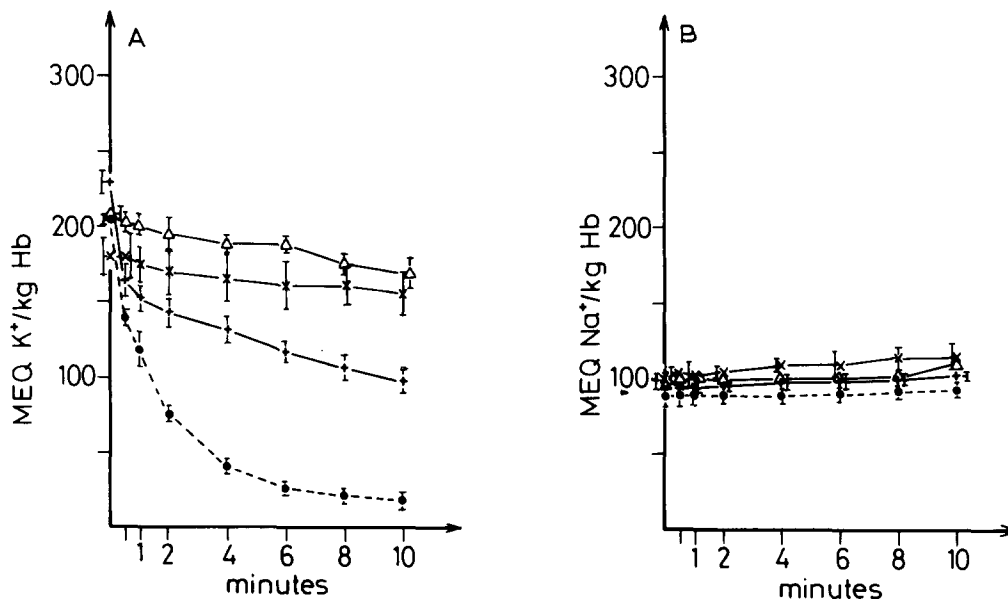 A
300
200
100
MEQ K⁺/kg Hb
1 2 4 6 8 10
minutes
B
300
200
100
MEQ Na⁺/kg Hb
1 2 4 6 8 10
minutes